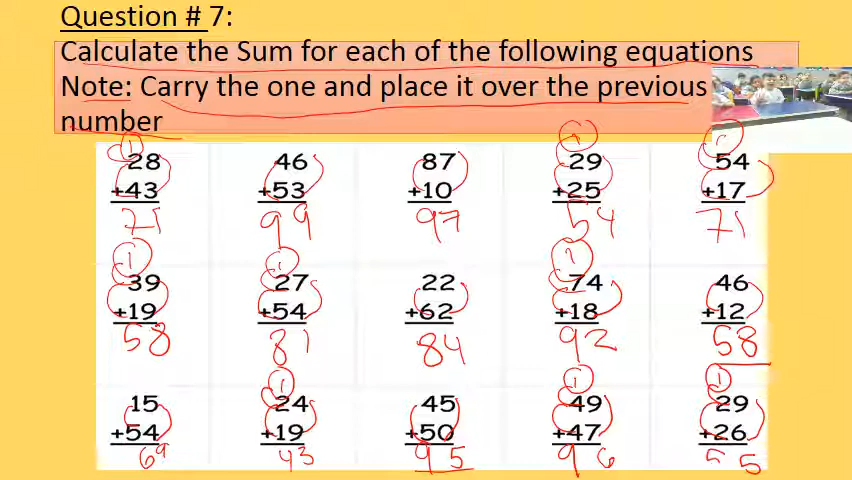 Question # 7:
Calculate the Sum for each of the following equations
Note: Carry the one and place it over the previous
number
1 1 1
28 46 87 29 54
+43 +53 +10 +25 +17
71 99 97 54 71
1 1 1
39 27 22 74 46
+19 +54 +62 +18 +12
58 81 84 92 58
1 1 1
15 24 45 49 29
+54 +19 +50 +47 +26
69 43 95 96 55